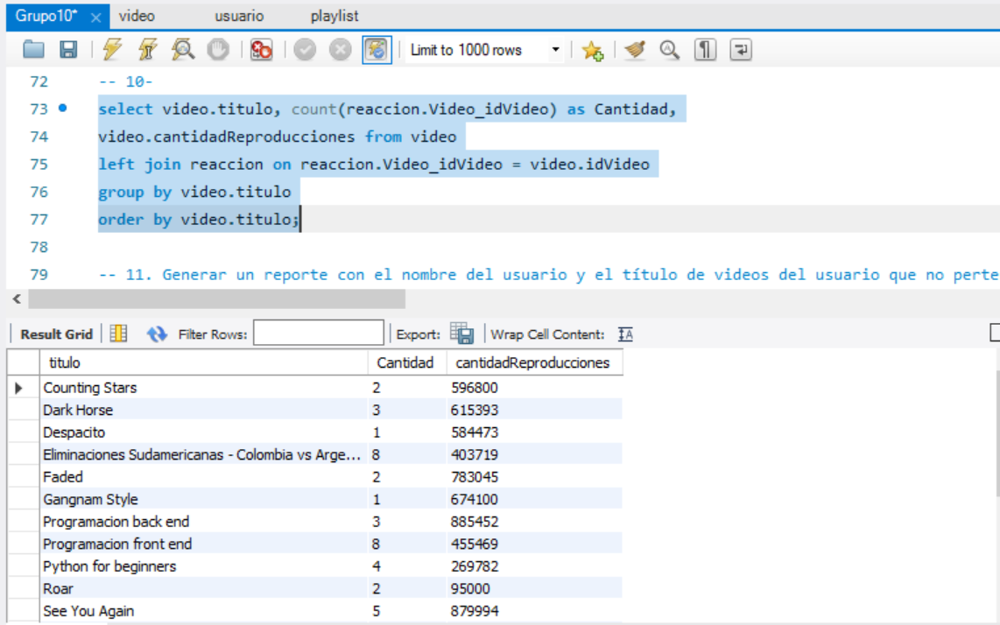 Grupo10* × video usuario playlist
Limit to 1000 rows
72 -- 10-
73 select video.titulo, count(reaccion.Video_idVideo) as Cantidad,
74 video.cantidadReproducciones from video
75 left join reaccion on reaccion.Video_idVideo = video.idVideo
76 group by video.titulo
77 order by video.titulo;
78
79 -- 11. Generar un reporte con el nombre del usuario y el título de videos del usuario que no perte
Result Grid Filter Rows: Export: Wrap Cell Content: IA
titulo Cantidad cantidadReproducciones
Counting Stars 2 596800
Dark Horse 3 615393
Despacito 1 584473
Eliminaciones Sudamericanas - Colombia vs Arge... 8 403719
Faded 2 783045
Gangnam Style 1 674100
Programacion back end 3 885452
Programacion front end 8 455469
Python for beginners 4 269782
Roar 2 95000
See You Again 5 879994